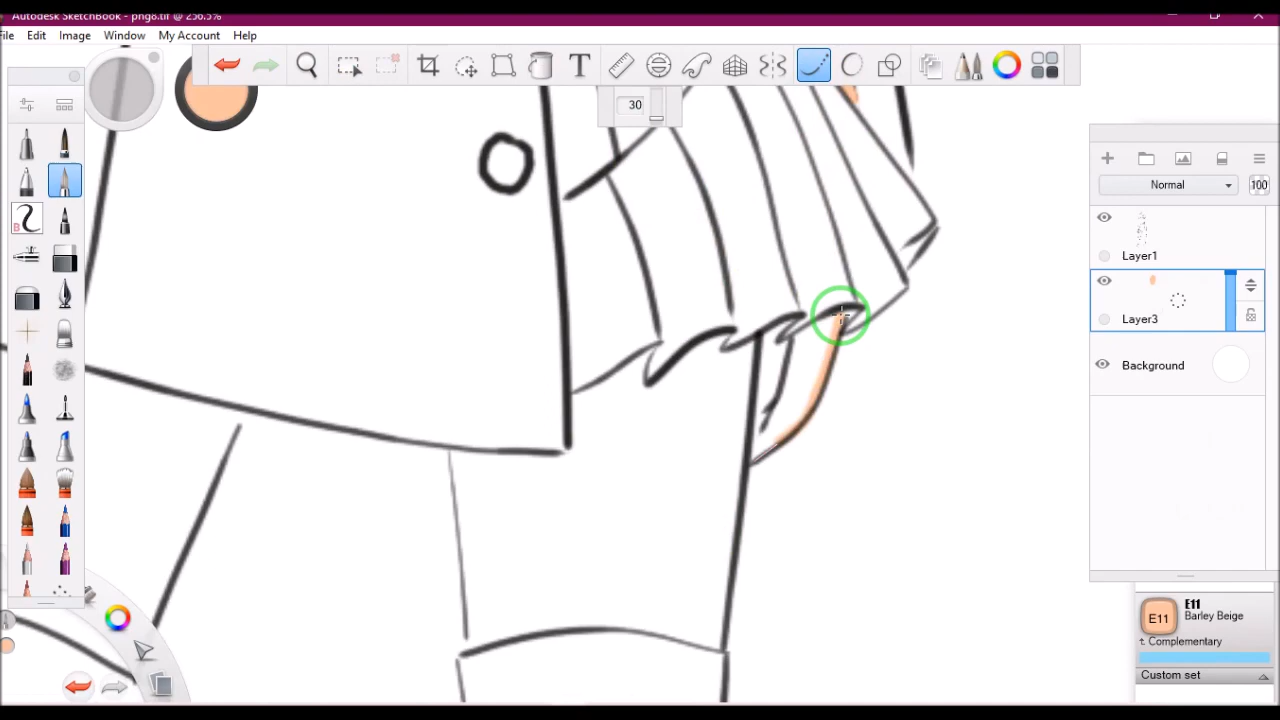 Autodesk SketchBook - png8.tif @ 256.5%
File Edit Image Window My Account Help
T
30
B
Normal
100
Layer1
Layer3
Background
E11
Barley Beige
E11
t. Complementary
Custom set